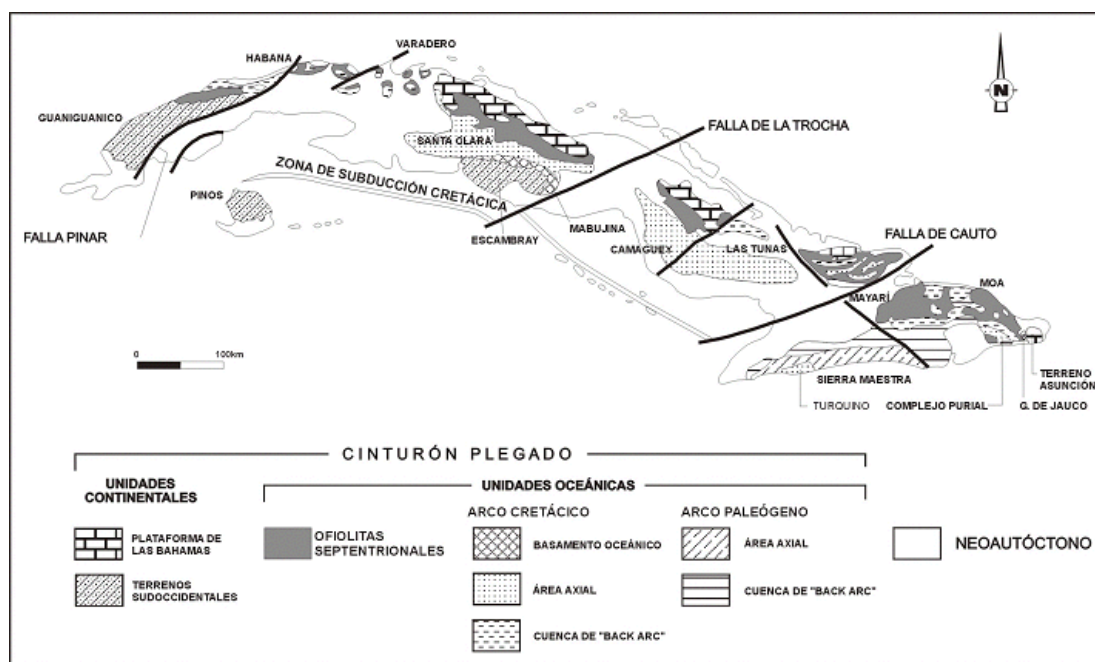 VARADERO
HABANA
N
GUANIGUANICO
FALLA DE LA TROCHA
SANTA CLARA
ZONA DE SUBDUCCIÓN CRETÁCICA
PINOS
FALLA PINAR
ESCAMBRAY
MABUJINA
CAMAGUEY
LAS TUNAS
FALLA DE CAUTO
MAYARÍ
MOA
0 100km
SIERRA MAESTRA
TERRENO
ASUNCIÓN
TURQUINO
COMPLEJO PURIAL
G. DE JAUCO
CINTURÓN PLEGADO
UNIDADES
CONTINENTALES
UNIDADES OCEÁNICAS
ARCO CRETÁCICO
ARCO PALEÓGENO
PLATAFORMA DE
LAS BAHAMAS
OFIOLITAS
SEPTENTRIONALES
BASAMENTO OCEÁNICO
ÁREA AXIAL
NEOAUTÓCTONO
TERRENOS
SUDOCCIDENTALES
ÁREA AXIAL
CUENCA DE "BACK ARC"
CUENCA DE "BACK ARC"